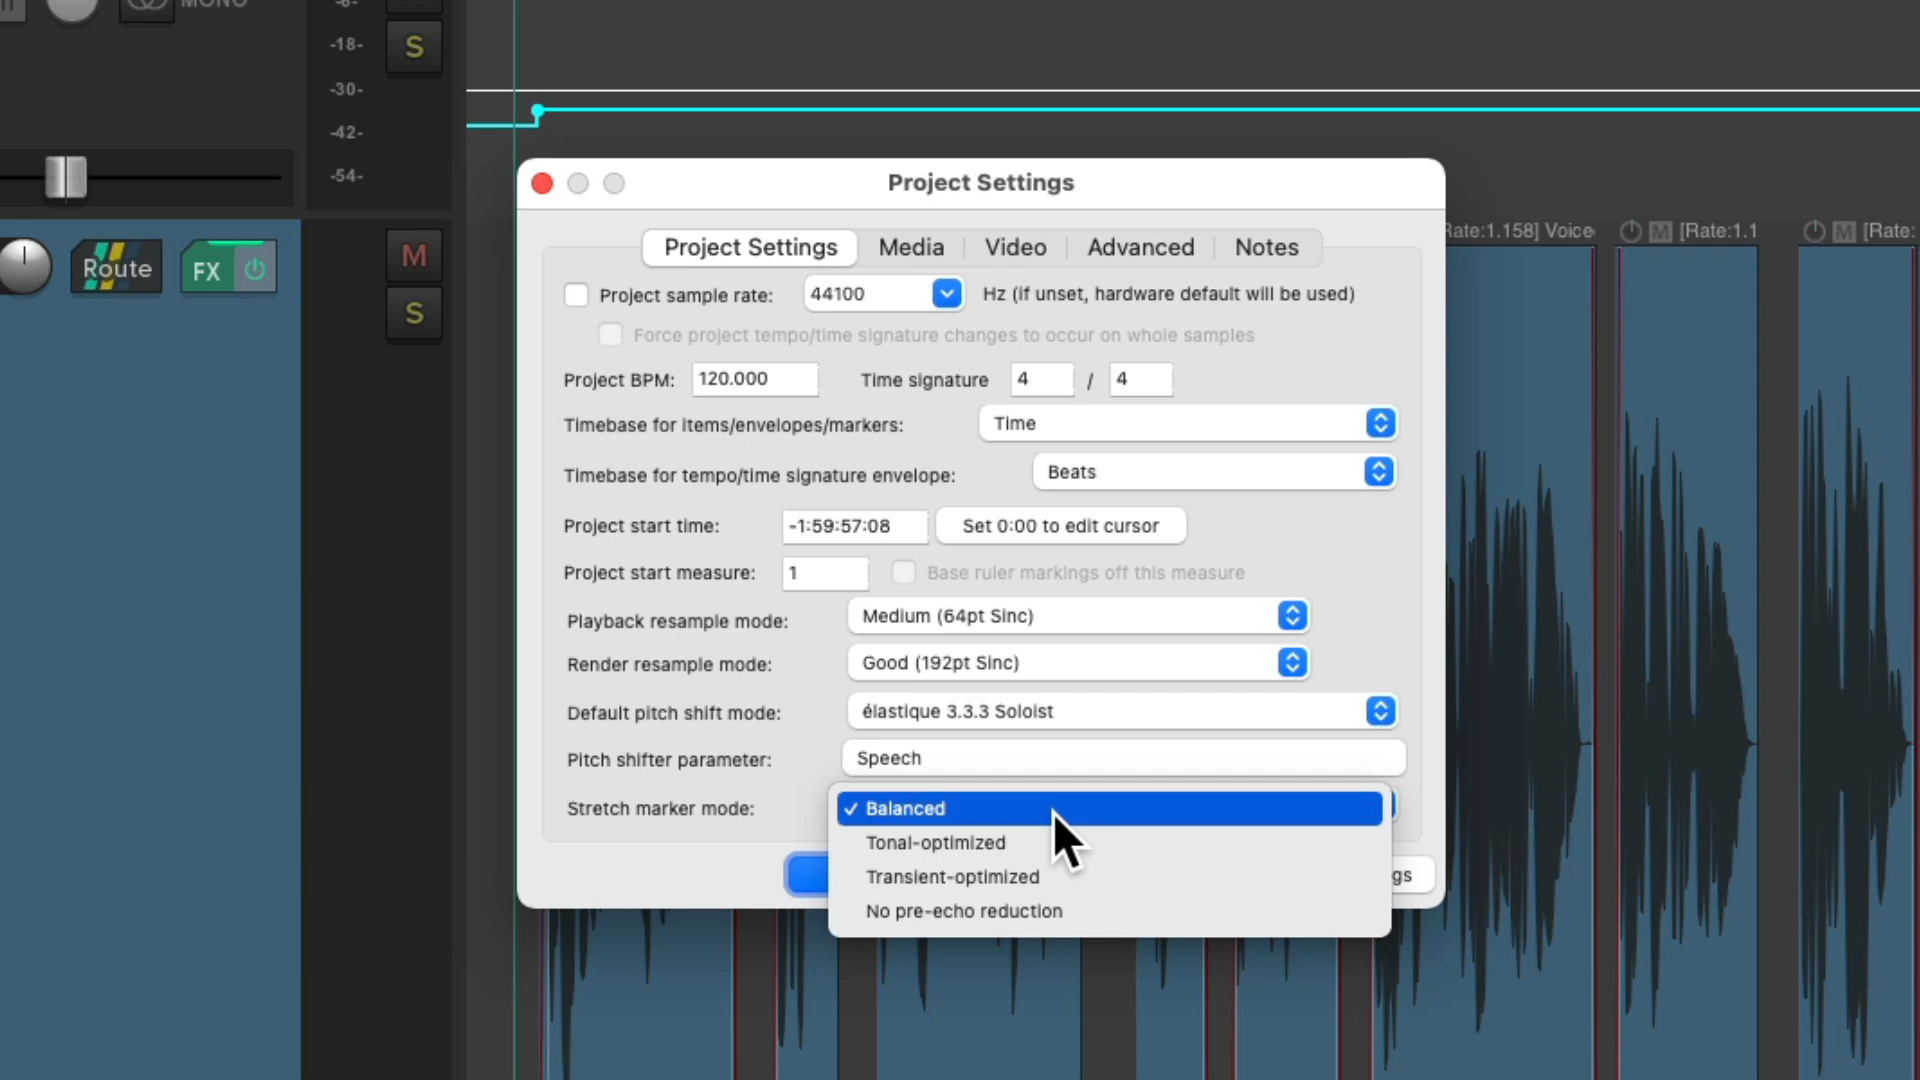 MONO
-6-
-18-
S
-30-
-42-
-54-
Route
FX
M
S
Project Settings
Project Settings Media Video Advanced Notes
Project sample rate: 44100 Hz (if unset, hardware default will be used)
Force project tempo/time signature changes to occur on whole samples
Project BPM: 120.000 Time signature 4 / 4
Timebase for items/envelopes/markers: Time
Timebase for tempo/time signature envelope: Beats
Project start time: -1:59:57:08 Set 0:00 to edit cursor
Project start measure: 1 Base ruler markings off this measure
Playback resample mode: Medium (64pt Sinc)
Render resample mode: Good (192pt Sinc)
Default pitch shift mode: élastique 3.3.3 Soloist
Pitch shifter parameter: Speech
Stretch marker mode: ✓ Balanced
Tonal-optimized
Transient-optimized
No pre-echo reduction
gs
Rate:1.158] Voice
M [Rate:1.1
M [Rate: